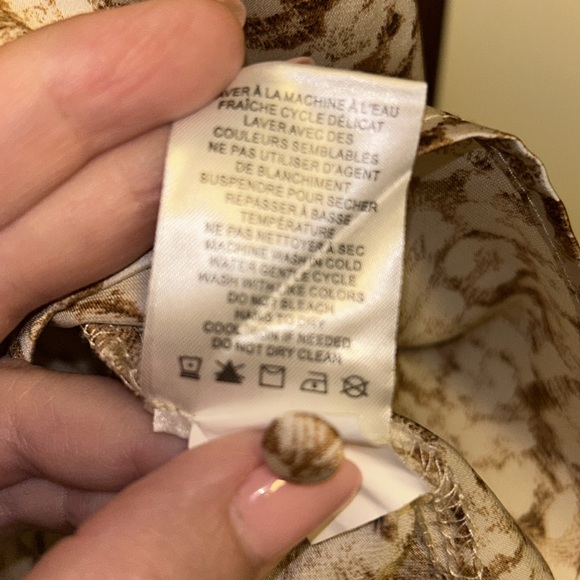 LAVER À LA MACHINE À L'EAU
FRAÎCHE CYCLE DÉLICAT
LAVER AVEC DES
COULEURS SEMBLABLES
NE PAS UTILISER D'AGENT
DE BLANCHIMENT
SUSPENDRE POUR SÉCHER
REPASSER À BASSE
TEMPÉRATURE
NE PAS NETTOYER À SEC
MACHINE WASH IN COLD
WATER GENTLE CYCLE
WASH WITH LIKE COLORS
DO NOT BLEACH
HANG TO DRY
COOL IRON IF NEEDED
DO NOT DRY CLEAN